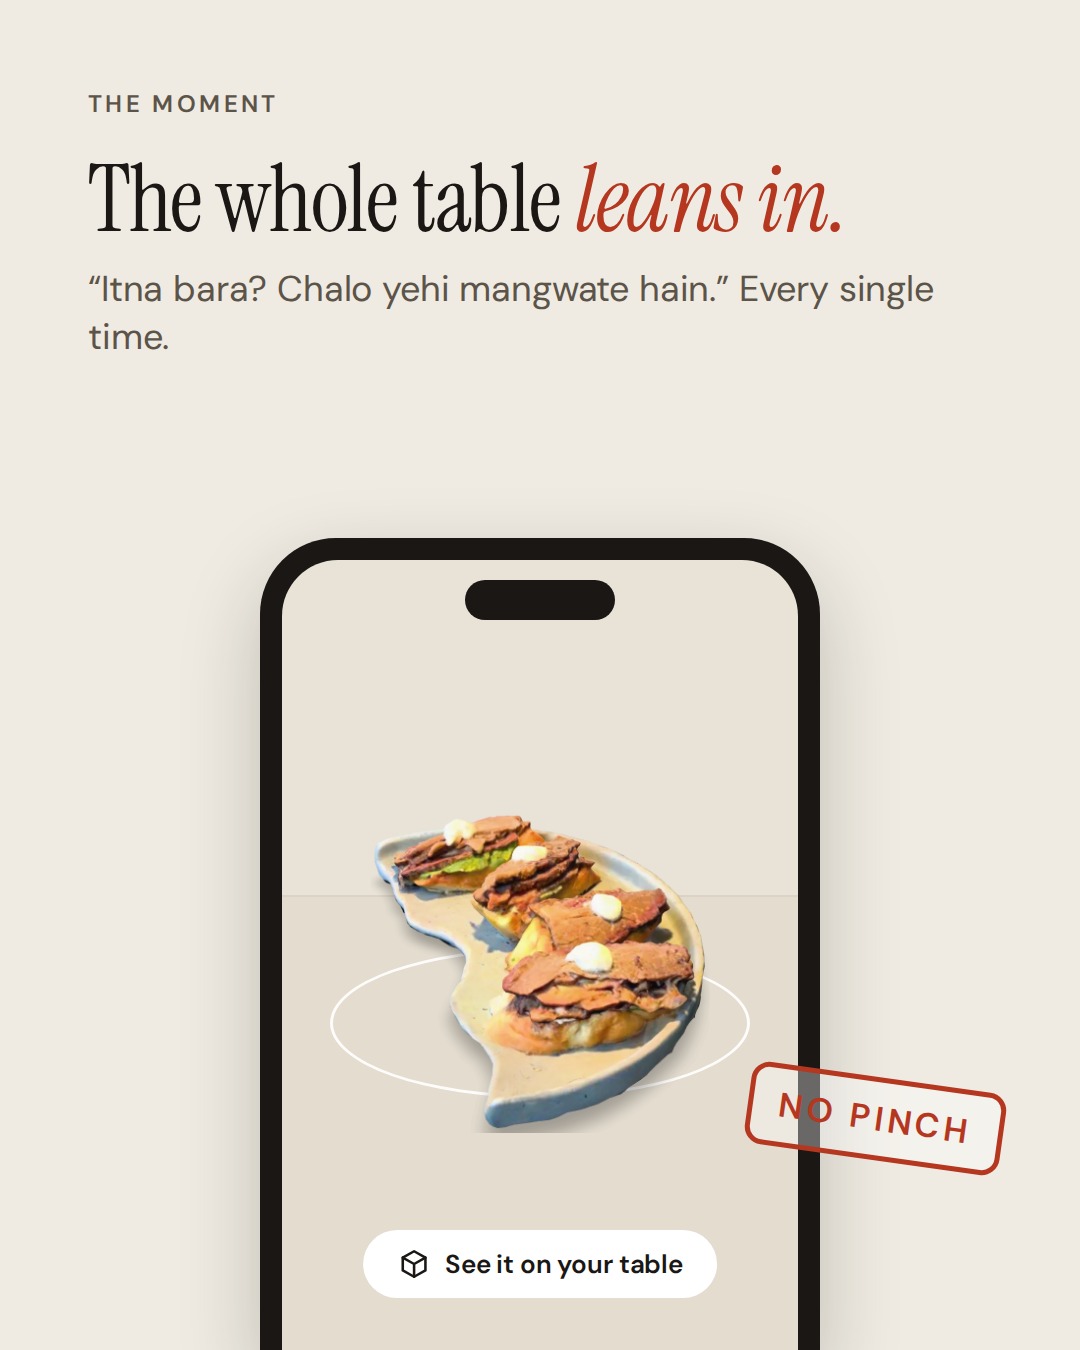 THE MOMENT
The whole table leans in.
“Itna bara? Chalo yehi mangwate hain.” Every single
time.
NO PINCH
See it on your table